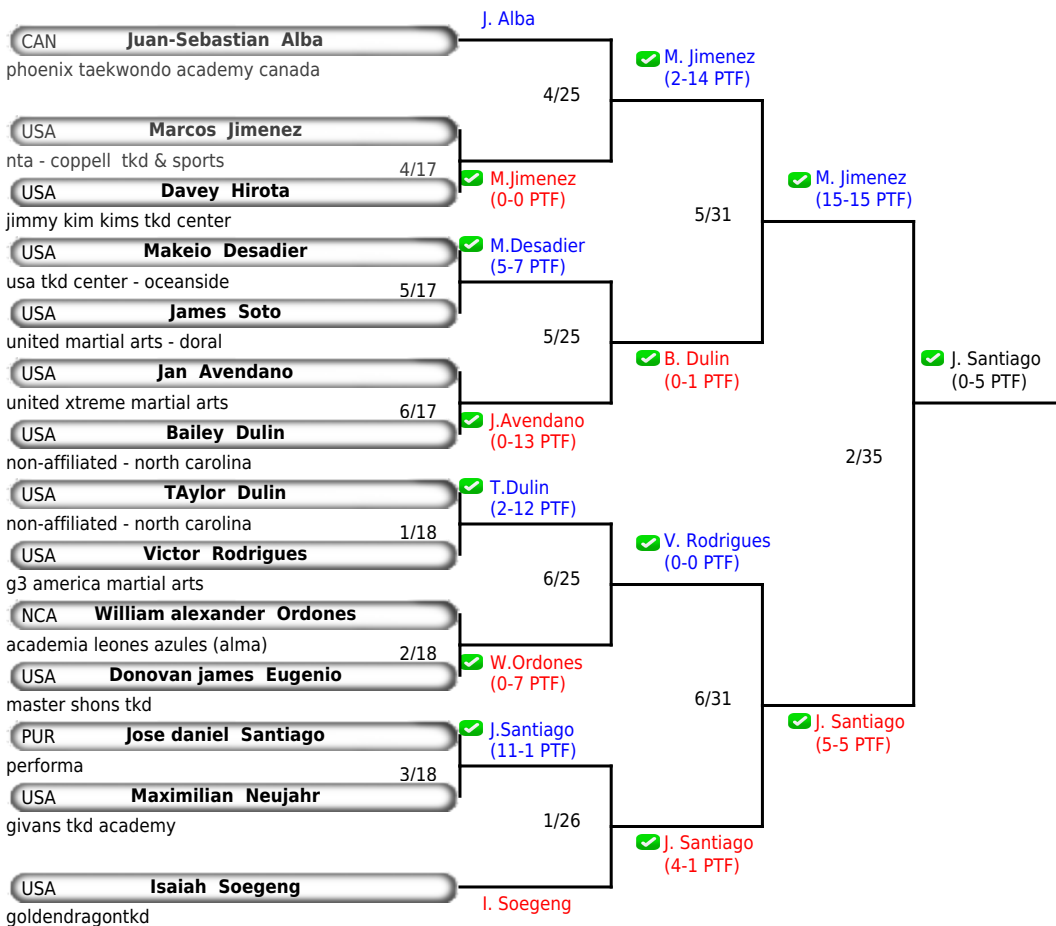 J. Alba
CAN Juan-Sebastian Alba
phoenix taekwondo academy canada
M. Jimenez
(2-14 PTF)
4/25
USA Marcos Jimenez
nta - coppell tkd & sports
4/17
M.Jimenez
(0-0 PTF)
USA Davey Hirota
jimmy kim kims tkd center
M. Jimenez
(15-15 PTF)
5/31
USA Makeio Desadier
usa tkd center - oceanside
M.Desadier
(5-7 PTF)
5/17
USA James Soto
united martial arts - doral
5/25
B. Dulin
(0-1 PTF)
USA Jan Avendano
united xtreme martial arts
6/17
J.Avendano
(0-13 PTF)
USA Bailey Dulin
non-affiliated - north carolina
J. Santiago
(0-5 PTF)
2/35
USA TAylor Dulin
non-affiliated - north carolina
T.Dulin
(2-12 PTF)
1/18
USA Victor Rodrigues
g3 america martial arts
V. Rodrigues
(0-0 PTF)
6/25
NCA William alexander Ordones
academia leones azules (alma)
2/18
W.Ordones
(0-7 PTF)
USA Donovan james Eugenio
master shons tkd
6/31
J. Santiago
(5-5 PTF)
PUR Jose daniel Santiago
performa
J.Santiago
(11-1 PTF)
3/18
USA Maximilian Neujahr
givans tkd academy
1/26
J. Santiago
(4-1 PTF)
USA Isaiah Soegeng
goldendragontkd
I. Soegeng